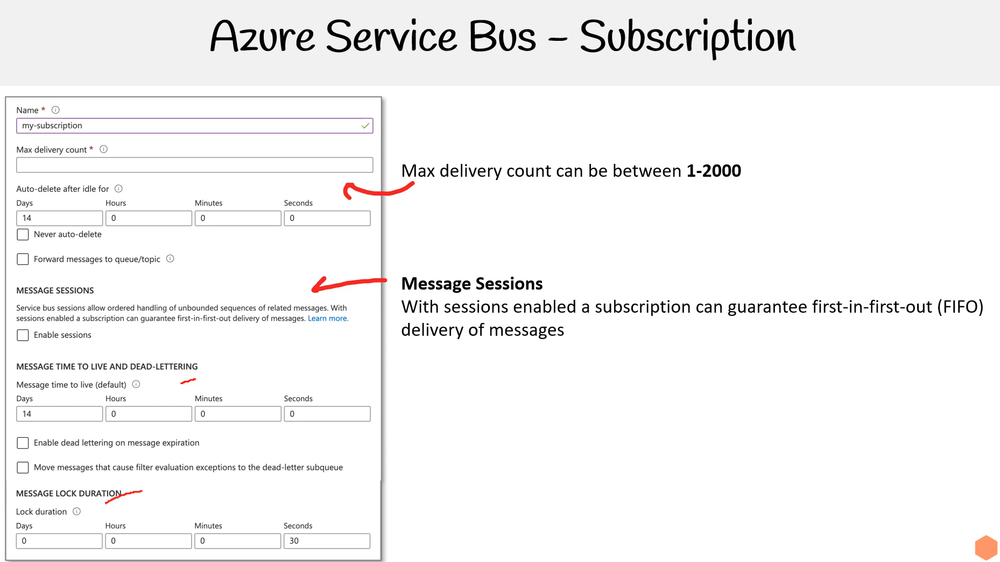 Azure Service Bus – Subscription
Name *
my-subscription
Max delivery count *
Auto-delete after idle for
Days Hours Minutes Seconds
14 0 0 0
Never auto-delete
Forward messages to queue/topic
MESSAGE SESSIONS
Service bus sessions allow ordered handling of unbounded sequences of related messages. With
sessions enabled a subscription can guarantee first-in-first-out delivery of messages. Learn more.
Enable sessions
MESSAGE TIME TO LIVE AND DEAD-LETTERING
Message time to live (default)
Days Hours Minutes Seconds
14 0 0 0
Enable dead lettering on message expiration
Move messages that cause filter evaluation exceptions to the dead-letter subqueue
MESSAGE LOCK DURATION
Lock duration
Days Hours Minutes Seconds
0 0 0 30
Max delivery count can be between 1-2000
Message Sessions
With sessions enabled a subscription can guarantee first-in-first-out (FIFO)
delivery of messages